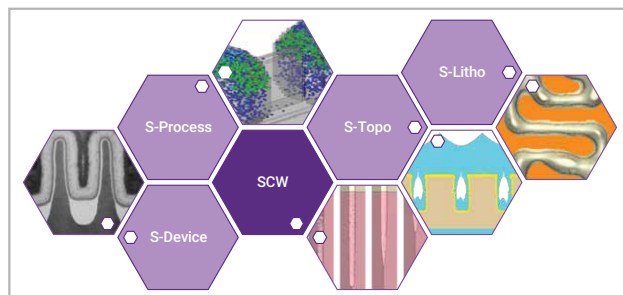 S-Litho
S-Process
S-Topo
SCW
S-Device